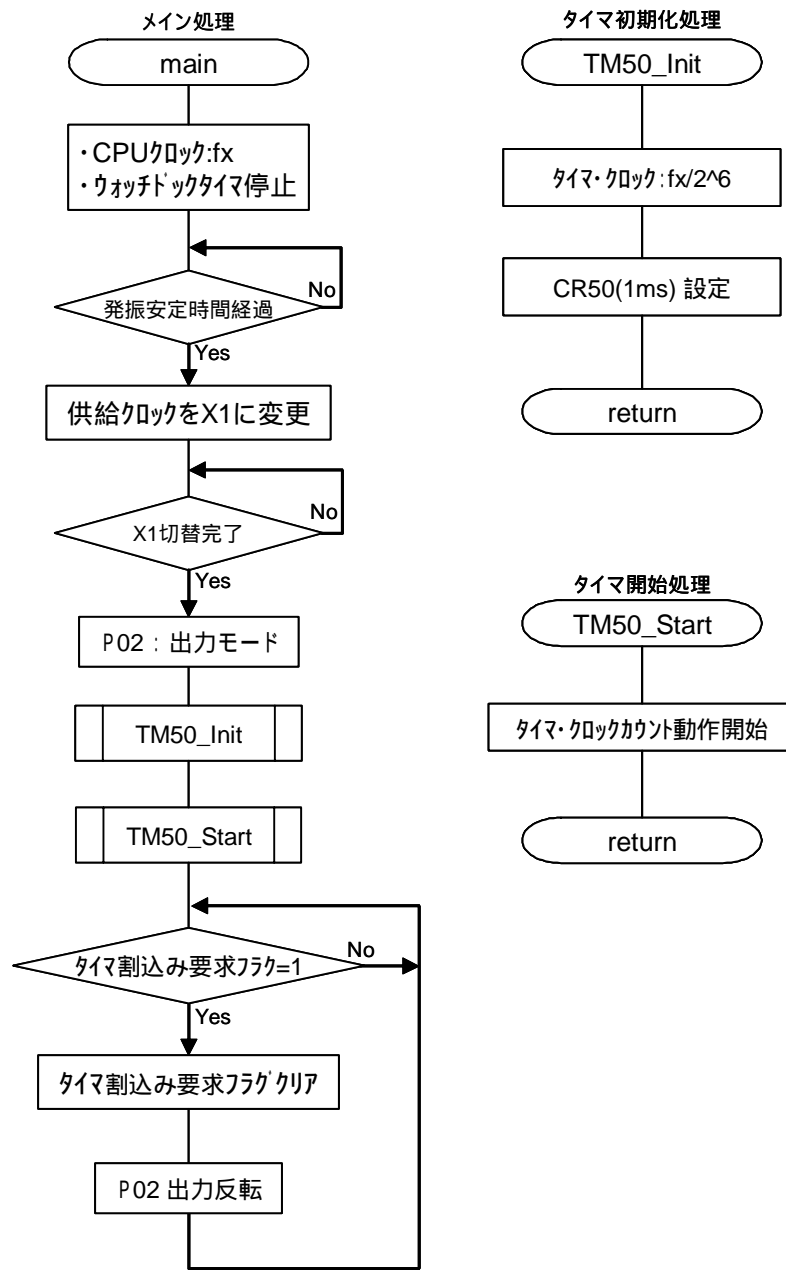 メイン処理
main
・CPUｸﾛｯｸ:fx
・ｳｫｯﾁﾄﾞｯｸﾀｲﾏ停止
発振安定時間経過
No
Yes
供給ｸﾛｯｸをX1に変更
X1切替完了
No
Yes
P02：出力モード
TM50_Init
TM50_Start
ﾀｲﾏ割込み要求ﾌﾗｸ=1
No
Yes
ﾀｲﾏ割込み要求ﾌﾗｸﾞｸﾘｱ
P02 出力反転
タイマ初期化処理
TM50_Init
ﾀｲﾏ・ｸﾛｯｸ:fx/2^6
CR50(1ms) 設定
return
タイマ開始処理
TM50_Start
ﾀｲﾏ・ｸﾛｯｸｶｳﾝﾄ動作開始
return